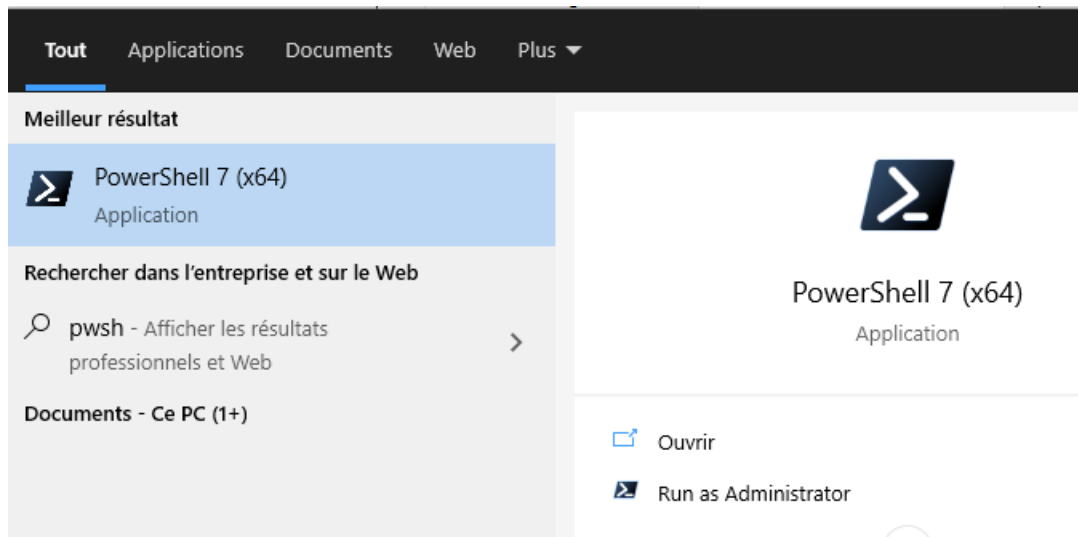 Tout Applications Documents Web Plus
Meilleur résultat
PowerShell 7 (x64)
Application
Rechercher dans l'entreprise et sur le Web
pwsh - Afficher les résultats
professionnels et Web
Documents - Ce PC (1+)
PowerShell 7 (x64)
Application
Ouvrir
Run as Administrator